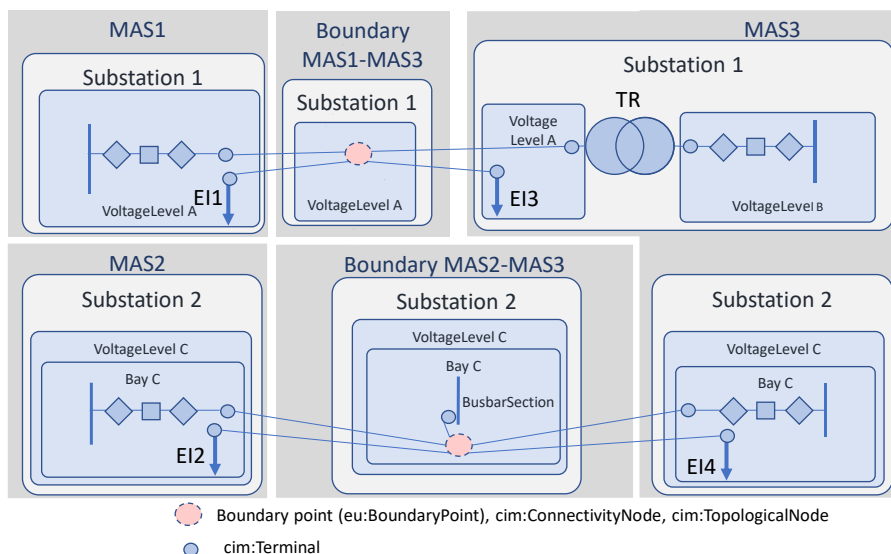 MAS1
Boundary
MAS1-MAS3
MAS3
Substation 1
Substation 1
Substation 1
TR
Voltage
Level A
EI1
VoltageLevel A
VoltageLevel A
EI3
VoltageLevel B
MAS2
Boundary MAS2-MAS3
Substation 2
Substation 2
Substation 2
VoltageLevel C
VoltageLevel C
VoltageLevel C
Bay C
Bay C
Bay C
BusbarSection
EI2
EI4
Boundary point (eu:BoundaryPoint), cim:ConnectivityNode, cim:TopologicalNode
cim:Terminal